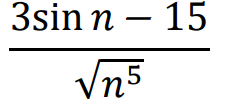 3sin n – 15
√n⁵